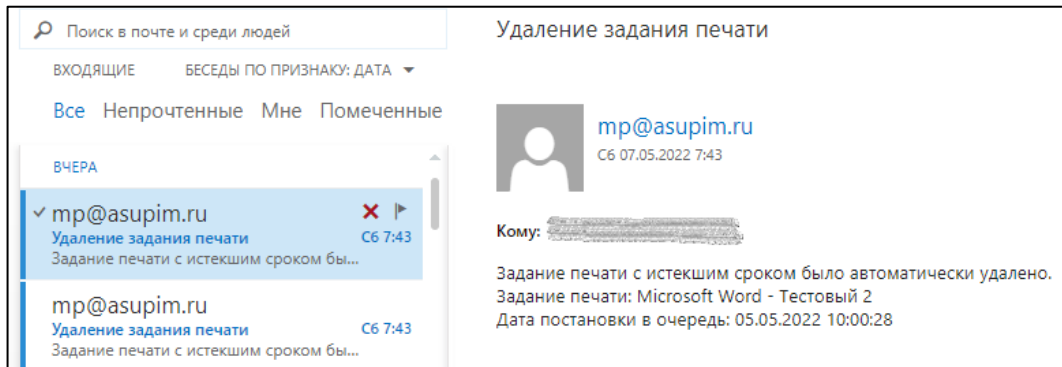 Поиск в почте и среди людей
ВХОДЯЩИЕ БЕСЕДЫ ПО ПРИЗНАКУ: ДАТА
Все Непрочтенные Мне Помеченные
ВЧЕРА
mp@asupim.ru
Удаление задания печати Сб 7:43
Задание печати с истекшим сроком бы...
mp@asupim.ru
Удаление задания печати Сб 7:43
Задание печати с истекшим сроком бы...
Удаление задания печати
mp@asupim.ru
Сб 07.05.2022 7:43
Кому:
Задание печати с истекшим сроком было автоматически удалено.
Задание печати: Microsoft Word - Тестовый 2
Дата постановки в очередь: 05.05.2022 10:00:28